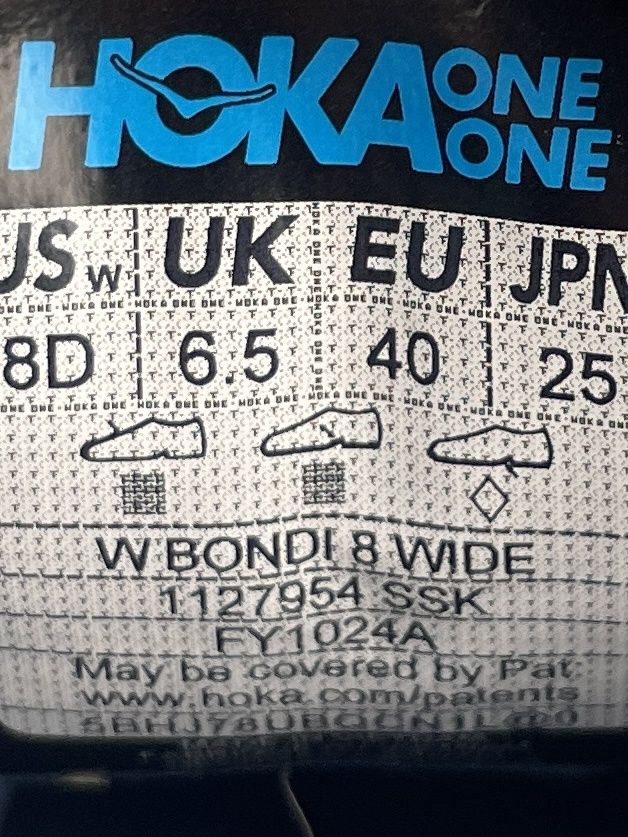 HOKA ONE ONE
US W UK EU JPN
8D 6.5 40 25
W BONDI 8 WIDE
1127954 SSK
FY1024A
May be covered by Pat:
www.hoka.com/patents